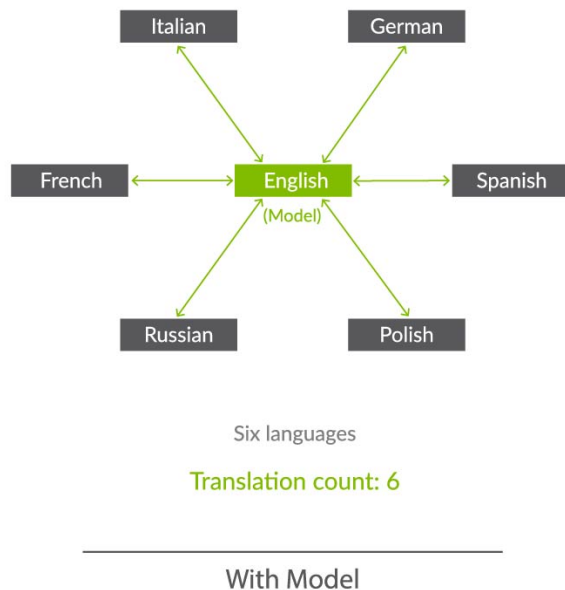 Italian
German
French
English
Spanish
(Model)
Russian
Polish
Six languages
Translation count: 6
With Model